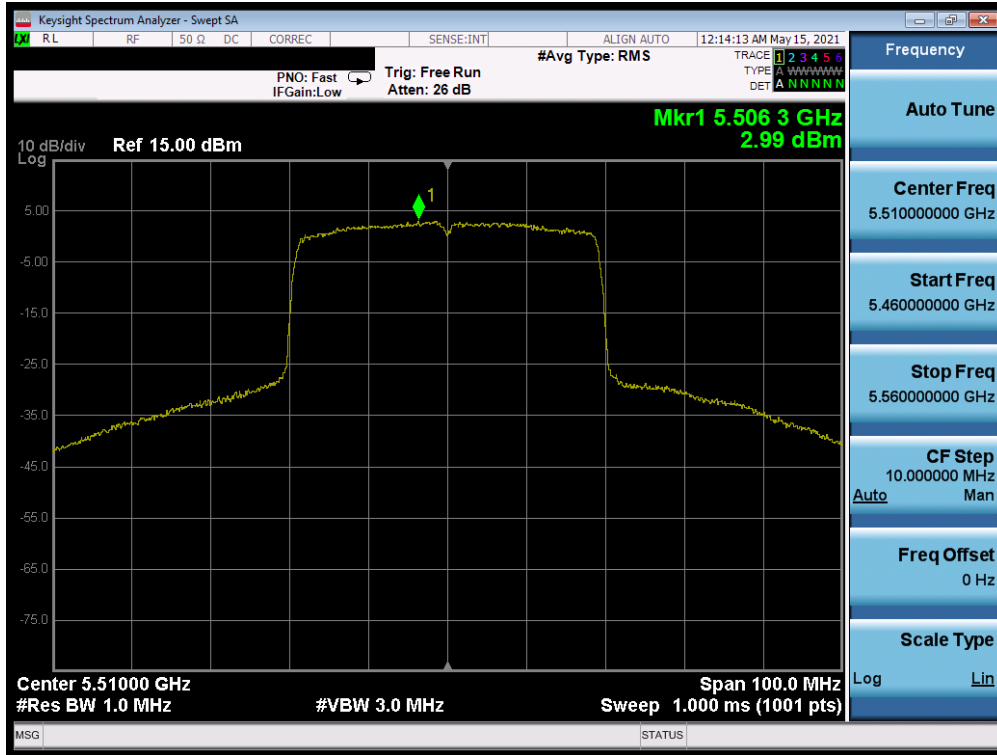 Keysight Spectrum Analyzer - Swept SA
LXI RL RF 50 Ω DC CORREC SENSE:INT ALIGN AUTO 12:14:13 AM May 15, 2021
PNO: Fast
IFGain:Low
Trig: Free Run
Atten: 26 dB
#Avg Type: RMS
TRACE 1 2 3 4 5 6
TYPE A WWWWW
DET A N N N N N
Mkr1 5.506 3 GHz
2.99 dBm
10 dB/div Ref 15.00 dBm
Log
1
5.00
-5.00
-15.0
-25.0
-35.0
-45.0
-55.0
-65.0
-75.0
Center 5.51000 GHz Span 100.0 MHz
#Res BW 1.0 MHz #VBW 3.0 MHz Sweep 1.000 ms (1001 pts)
MSG STATUS
Frequency
Auto Tune
Center Freq
5.510000000 GHz
Start Freq
5.460000000 GHz
Stop Freq
5.560000000 GHz
CF Step
10.000000 MHz
Auto Man
Freq Offset
0 Hz
Scale Type
Log Lin